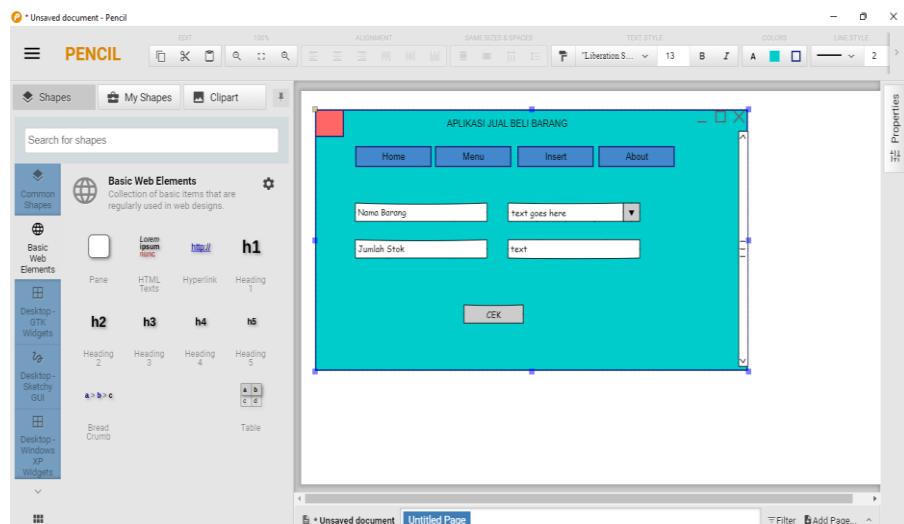 * Unsaved document - Pencil
PENCIL
EDIT
100%
ALIGNMENT
SAME SIZES & SPACES
TEXT STYLE
COLORS
LINE STYLE
"Liberation S...
13
B
I
A
2
Shapes
My Shapes
Clipart
Search for shapes
Common
Shapes
Basic
Web
Elements
Desktop -
GTK
Widgets
Desktop -
Sketchy
GUI
Desktop -
Windows
XP
Widgets
Basic Web Elements
Collection of basic items that are
regularly used in web designs.
Lorem
ipsum
nunc
http://
h1
Pane
HTML
Texts
Hyperlink
Heading
1
h2
h3
h4
h5
Heading
2
Heading
3
Heading
4
Heading
5
a > b > c
a b
c d
Bread
Crumb
Table
APLIKASI JUAL BELI BARANG
Home
Menu
Insert
About
Nama Barang
text goes here
Jumlah Stok
text
CEK
Properties
* Unsaved document
Untitled Page
Filter
Add Page...